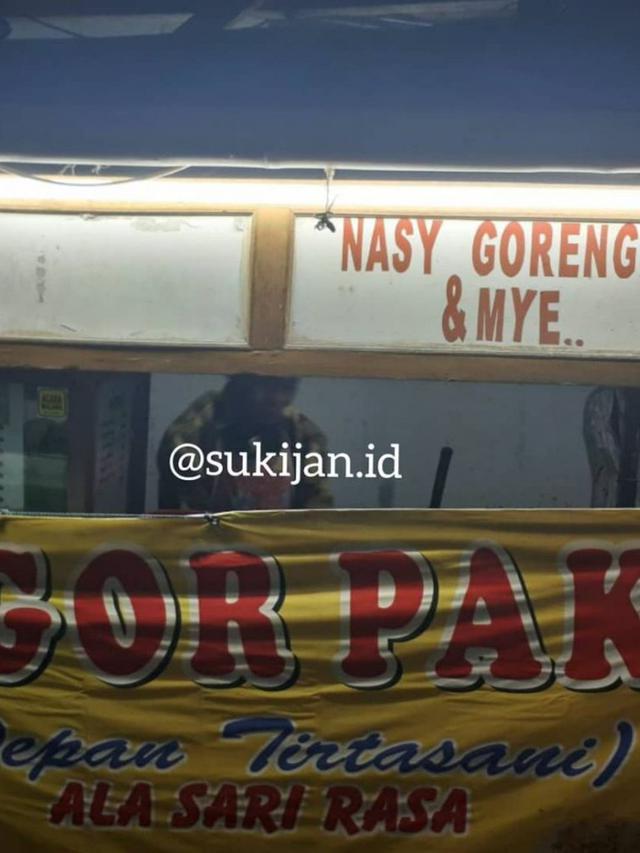 NASY GORENG
& MYE..
@sukijan.id
GOR PAK
Depan Tirtasani)
ALA SARI RASA